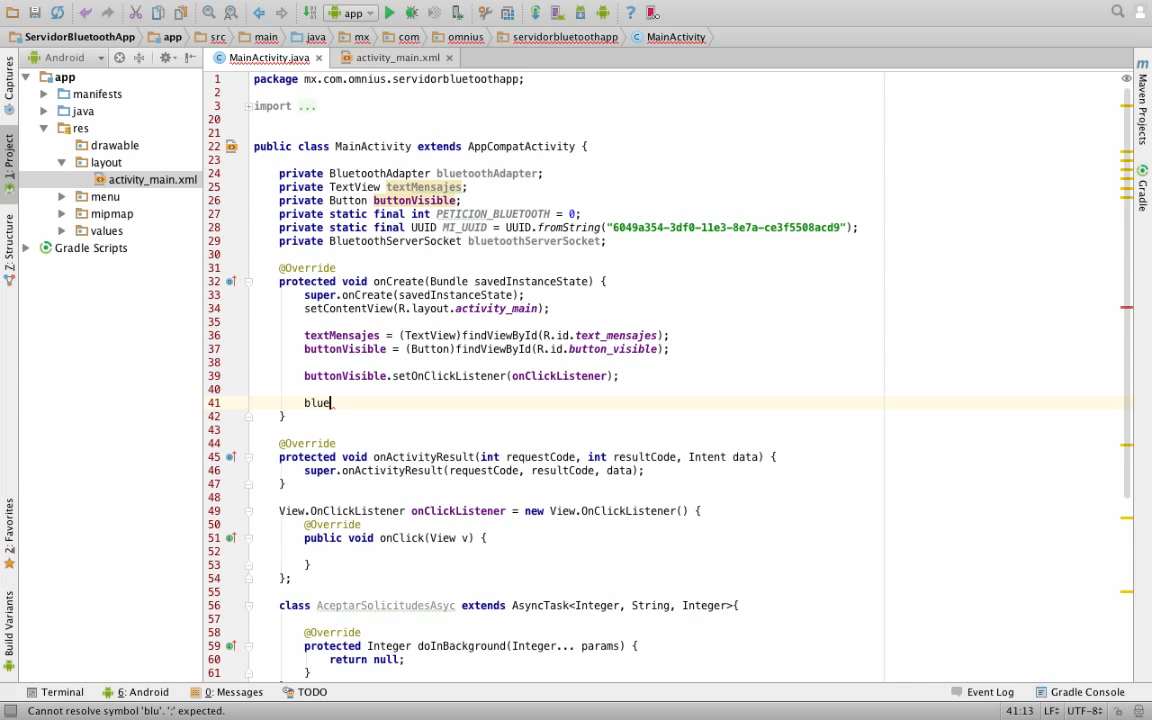 app
ServidorBluetoothApp app src main java mx com omnius servidorbluetoothapp MainActivity
Android MainActivity.java activity_main.xml
Captures
1: Project
7: Structure
2: Favorites
Build Variants
app
manifests
java
res
drawable
layout
activity_main.xml
menu
mipmap
values
Gradle Scripts
1 package mx.com.omnius.servidorbluetoothapp;
2
3 import ...
20
21
22 public class MainActivity extends AppCompatActivity {
23
24 private BluetoothAdapter bluetoothAdapter;
25 private TextView textMensajes;
26 private Button buttonVisible;
27 private static final int PETICION_BLUETOOTH = 0;
28 private static final UUID MI_UUID = UUID.fromString("6049a354-3df0-11e3-8e7a-ce3f5508acd9");
29 private BluetoothServerSocket bluetoothServerSocket;
30
31 @Override
32 protected void onCreate(Bundle savedInstanceState) {
33 super.onCreate(savedInstanceState);
34 setContentView(R.layout.activity_main);
35
36 textMensajes = (TextView)findViewById(R.id.text_mensajes);
37 buttonVisible = (Button)findViewById(R.id.button_visible);
38
39 buttonVisible.setOnClickListener(onClickListener);
40
41 blue
42 }
43
44 @Override
45 protected void onActivityResult(int requestCode, int resultCode, Intent data) {
46 super.onActivityResult(requestCode, resultCode, data);
47 }
48
49 View.OnClickListener onClickListener = new View.OnClickListener() {
50 @Override
51 public void onClick(View v) {
52
53 }
54 };
55
56 class AceptarSolicitudesAsyc extends AsyncTask<Integer, String, Integer>{
57
58 @Override
59 protected Integer doInBackground(Integer... params) {
60 return null;
61 }
Maven Projects
Gradle
Terminal 6: Android 0: Messages TODO Event Log Gradle Console
Cannot resolve symbol 'blu'. ';' expected. 41:13 LF÷ UTF-8÷